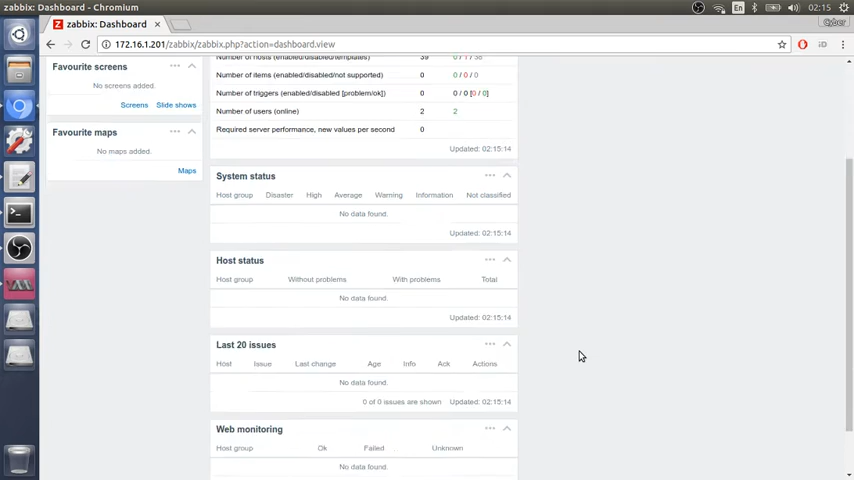 zabbix: Dashboard - Chromium
En
02:15
Z zabbix: Dashboard
Cyber
172.16.1.201/zabbix/zabbix.php?action=dashboard.view
iD
Favourite screens
No screens added.
Screens Slide shows
Favourite maps
No maps added.
Maps
Number of hosts (enabled/disabled/templates) 39 0 / 1 / 38
Number of items (enabled/disabled/not supported) 0 0 / 0 / 0
Number of triggers (enabled/disabled [problem/ok]) 0 0 / 0 [0 / 0]
Number of users (online) 2 2
Required server performance, new values per second 0
Updated: 02:15:14
System status
Host group Disaster High Average Warning Information Not classified
No data found.
Updated: 02:15:14
Host status
Host group Without problems With problems Total
No data found.
Updated: 02:15:14
Last 20 issues
Host Issue Last change Age Info Ack Actions
No data found.
0 of 0 issues are shown Updated: 02:15:14
Web monitoring
Host group Ok Failed Unknown
No data found.